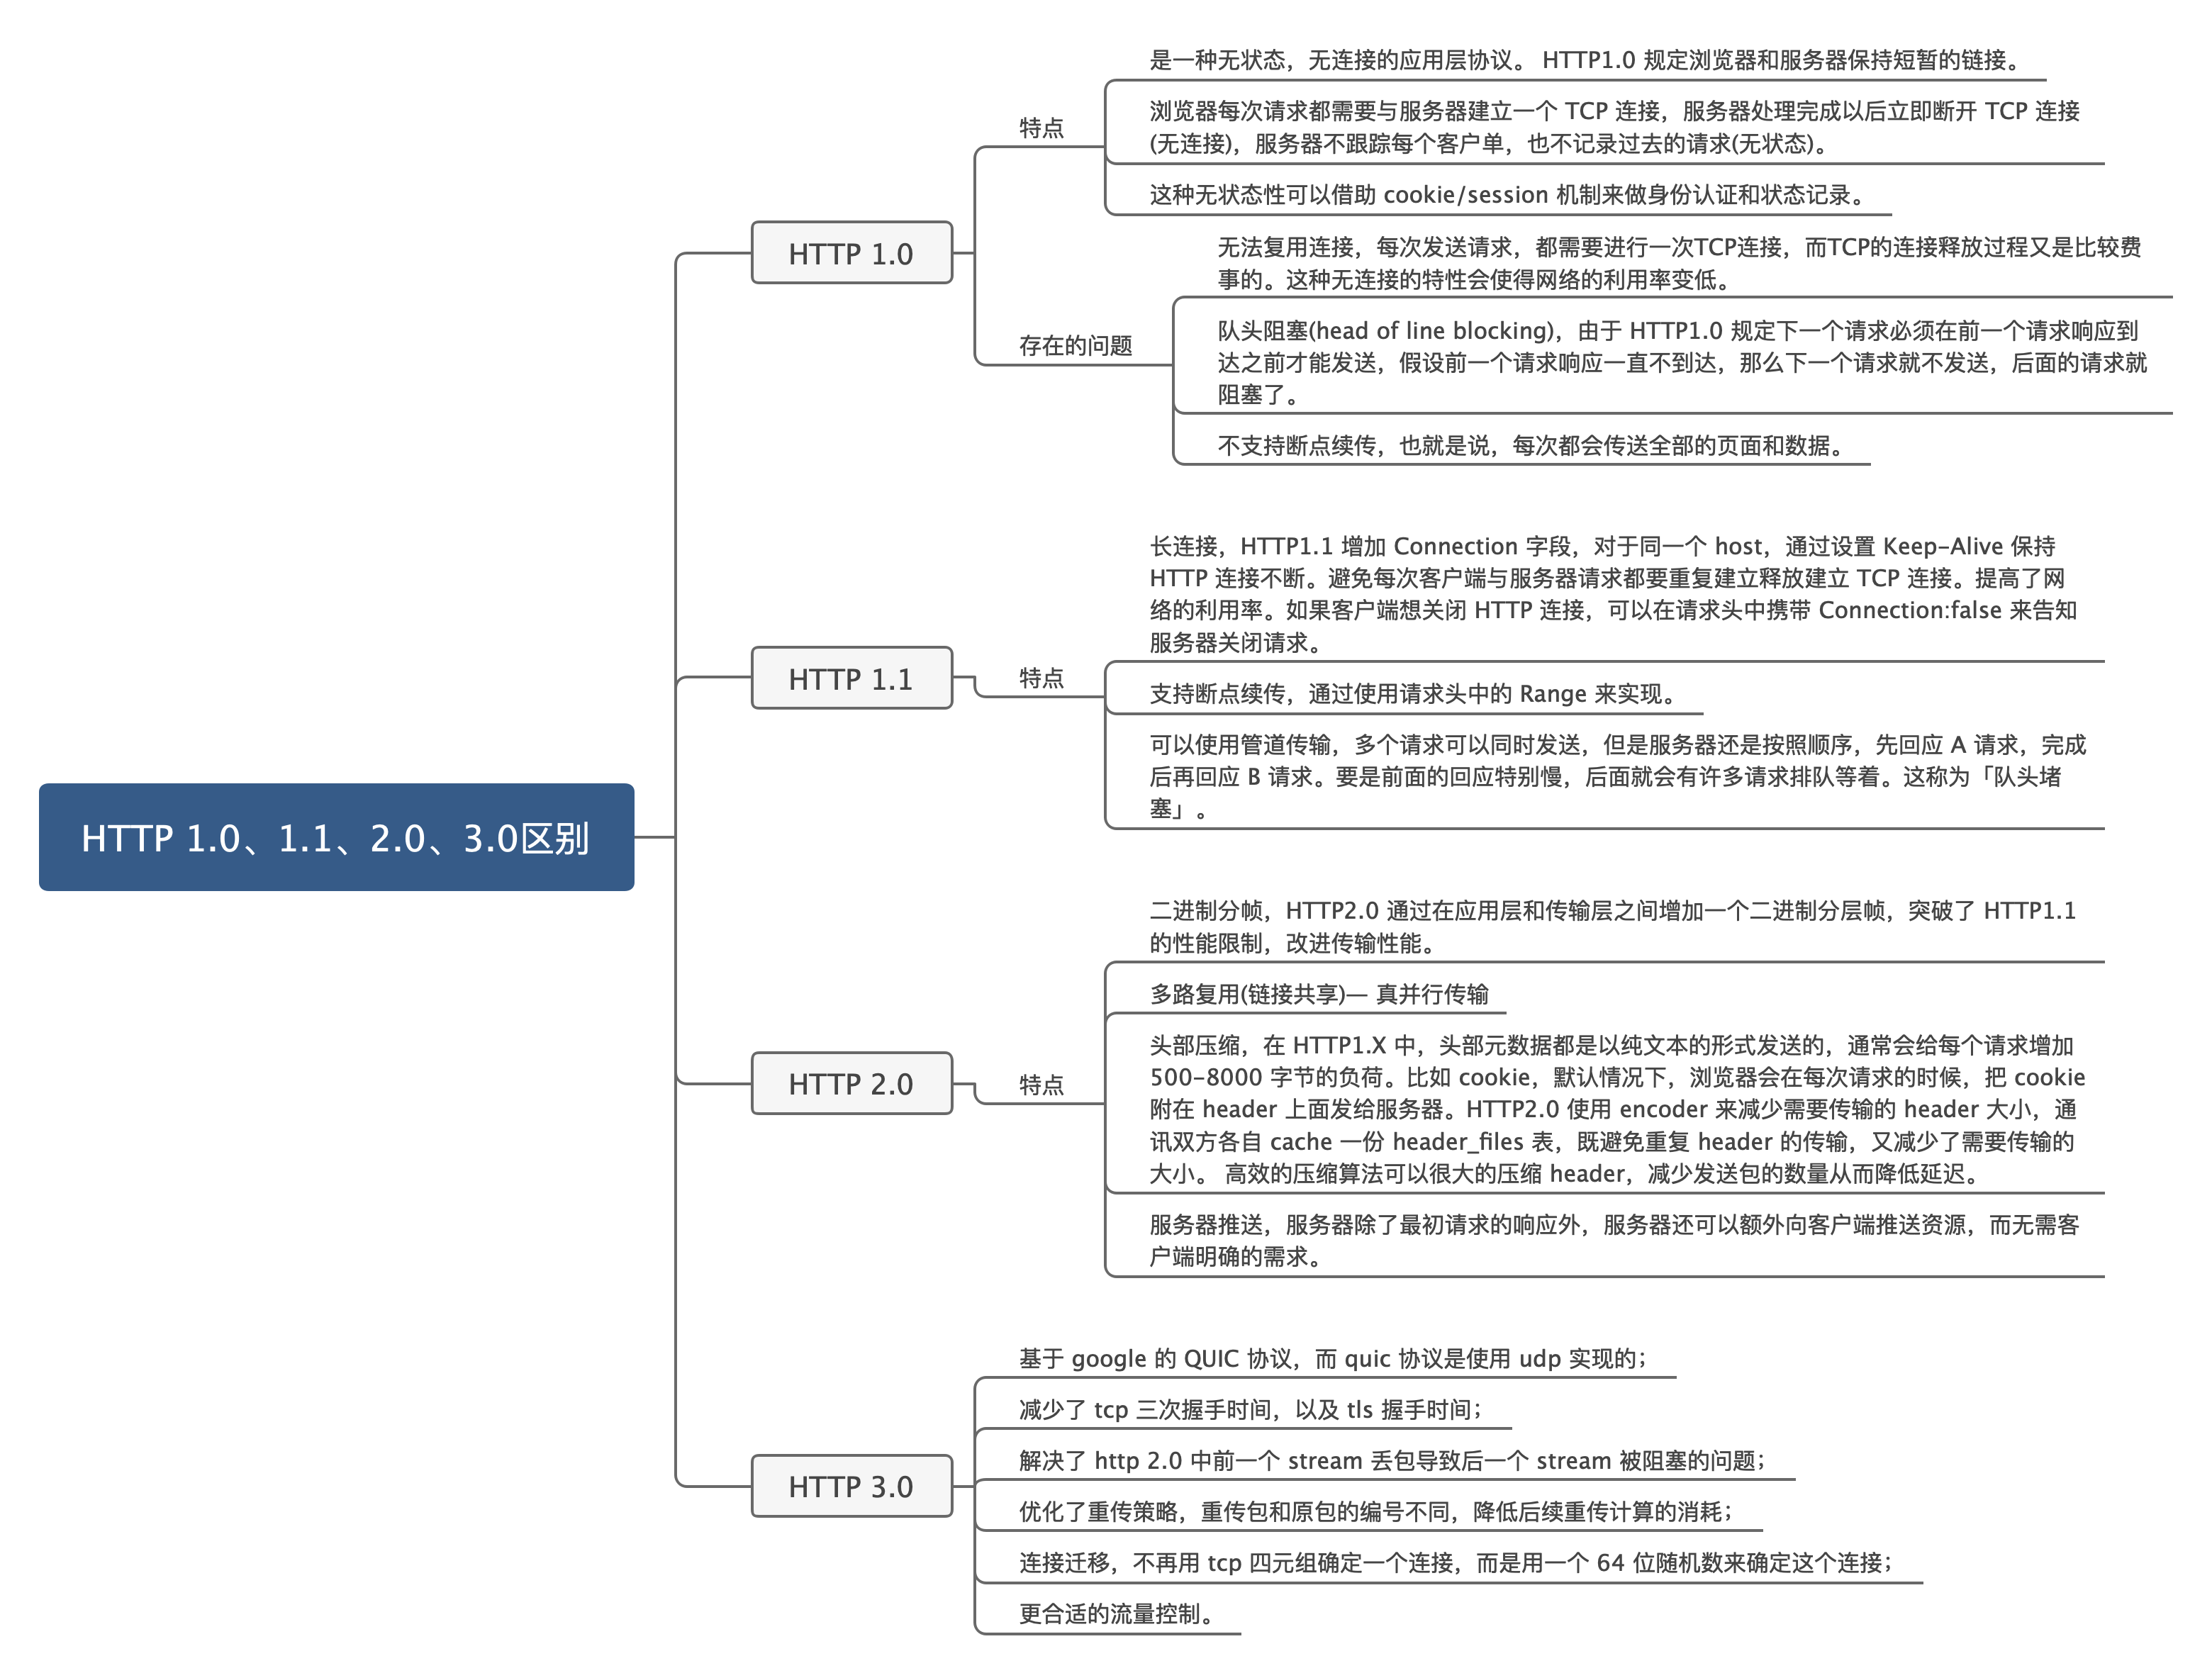 是一种无状态，无连接的应用层协议。 HTTP1.0 规定浏览器和服务器保持短暂的链接。
浏览器每次请求都需要与服务器建立一个 TCP 连接，服务器处理完成以后立即断开 TCP 连接
(无连接)，服务器不跟踪每个客户单，也不记录过去的请求(无状态)。
特点
这种无状态性可以借助 cookie/session 机制来做身份认证和状态记录。
HTTP 1.0
无法复用连接，每次发送请求，都需要进行一次TCP连接，而TCP的连接释放过程又是比较费
事的。这种无连接的特性会使得网络的利用率变低。
存在的问题
队头阻塞(head of line blocking)，由于 HTTP1.0 规定下一个请求必须在前一个请求响应到
达之前才能发送，假设前一个请求响应一直不到达，那么下一个请求就不发送，后面的请求就
阻塞了。
不支持断点续传，也就是说，每次都会传送全部的页面和数据。
长连接，HTTP1.1 增加 Connection 字段，对于同一个 host，通过设置 Keep-Alive 保持
HTTP 连接不断。避免每次客户端与服务器请求都要重复建立释放建立 TCP 连接。提高了网
络的利用率。如果客户端想关闭 HTTP 连接，可以在请求头中携带 Connection:false 来告知
服务器关闭请求。
HTTP 1.1
特点
支持断点续传，通过使用请求头中的 Range 来实现。
可以使用管道传输，多个请求可以同时发送，但是服务器还是按照顺序，先回应 A 请求，完成
后再回应 B 请求。要是前面的回应特别慢，后面就会有许多请求排队等着。这称为「队头堵
塞」。
HTTP 1.0、1.1、2.0、3.0区别
二进制分帧，HTTP2.0 通过在应用层和传输层之间增加一个二进制分层帧，突破了 HTTP1.1
的性能限制，改进传输性能。
多路复用(链接共享)— 真并行传输
HTTP 2.0
特点
头部压缩，在 HTTP1.X 中，头部元数据都是以纯文本的形式发送的，通常会给每个请求增加
500-8000 字节的负荷。比如 cookie，默认情况下，浏览器会在每次请求的时候，把 cookie
附在 header 上面发给服务器。HTTP2.0 使用 encoder 来减少需要传输的 header 大小，通
讯双方各自 cache 一份 header_files 表，既避免重复 header 的传输，又减少了需要传输的
大小。 高效的压缩算法可以很大的压缩 header，减少发送包的数量从而降低延迟。
服务器推送，服务器除了最初请求的响应外，服务器还可以额外向客户端推送资源，而无需客
户端明确的需求。
基于 google 的 QUIC 协议，而 quic 协议是使用 udp 实现的；
减少了 tcp 三次握手时间，以及 tls 握手时间；
解决了 http 2.0 中前一个 stream 丢包导致后一个 stream 被阻塞的问题；
HTTP 3.0
优化了重传策略，重传包和原包的编号不同，降低后续重传计算的消耗；
连接迁移，不再用 tcp 四元组确定一个连接，而是用一个 64 位随机数来确定这个连接；
更合适的流量控制。